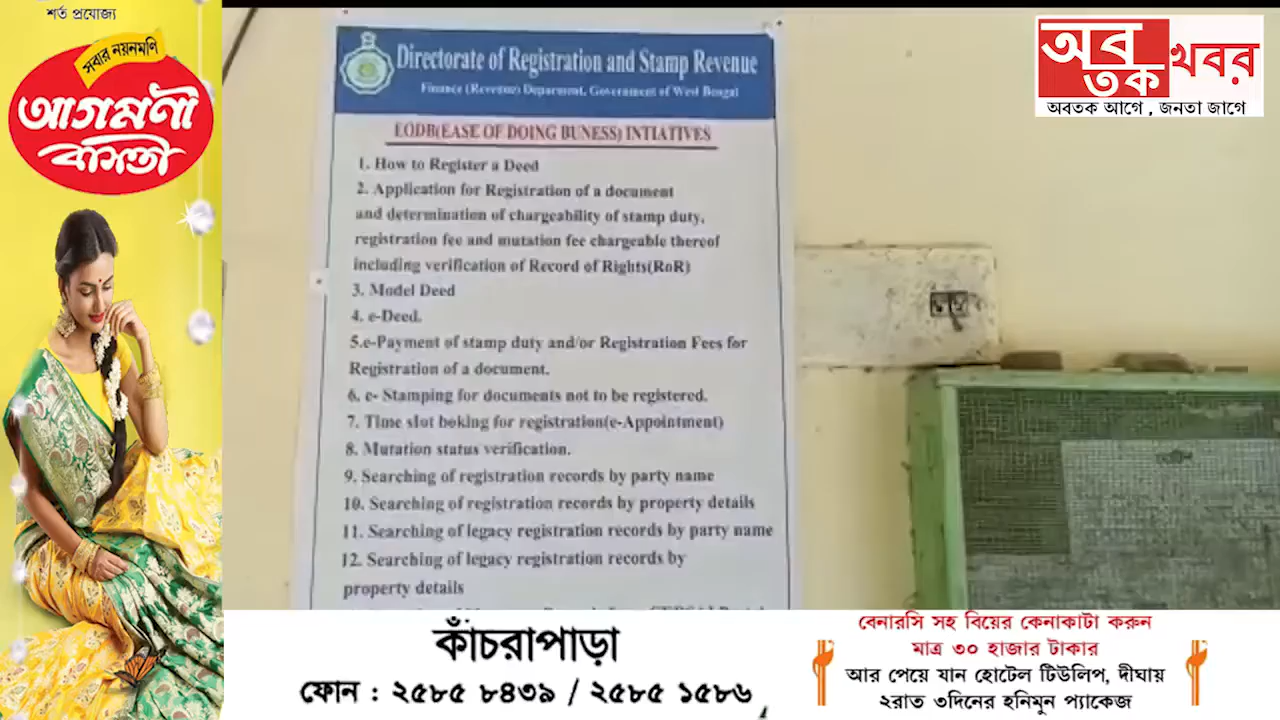 শর্ত প্রযোজ্য
সবার নয়নমণি
আগমণী
বাসন্তী
Directorate of Registration and Stamp Revenue
Finance (Revenue) Deparment, Government of West Bengal
EODB(EASE OF DOING BUNESS) INTIATIVES
1. How to Register a Deed
2. Application for Registration of a document
and determination of chargeability of stamp duty,
registration fee and mutation fee chargeable thereof
including verification of Record of Rights(RoR)
3. Model Deed
4. e-Deed.
5.e-Payment of stamp duty and/or Registration Fees for
Registration of a document.
6. e- Stamping for documents not to be registered.
7. Time slot boking for registration(e-Appointment)
8. Mutation status verification.
9. Searching of registration records by party name
10. Searching of registration records by property details
11. Searching of legacy registration records by party name
12. Searching of legacy registration records by
property details
অব
তক
খবর
অবতক আগে , জনতা জাগে
কাঁচরাপাড়া
ফোন : ২৫৮৫ ৮৪৩৯ / ২৫৮৫ ১৫৮৬
বেনারসি সহ বিয়ের কেনাকাটা করুন
মাত্র ৩০ হাজার টাকার
আর পেয়ে যান হোটেল টিউলিপ, দীঘায়
২রাত ৩দিনের হনিমুন প্যাকেজ